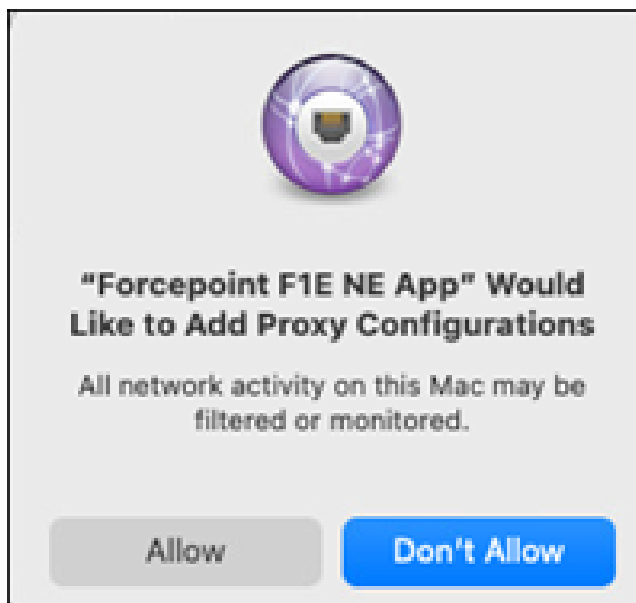 “Forcepoint F1E NE App” Would
Like to Add Proxy Configurations
All network activity on this Mac may be
filtered or monitored.
Allow
Don't Allow